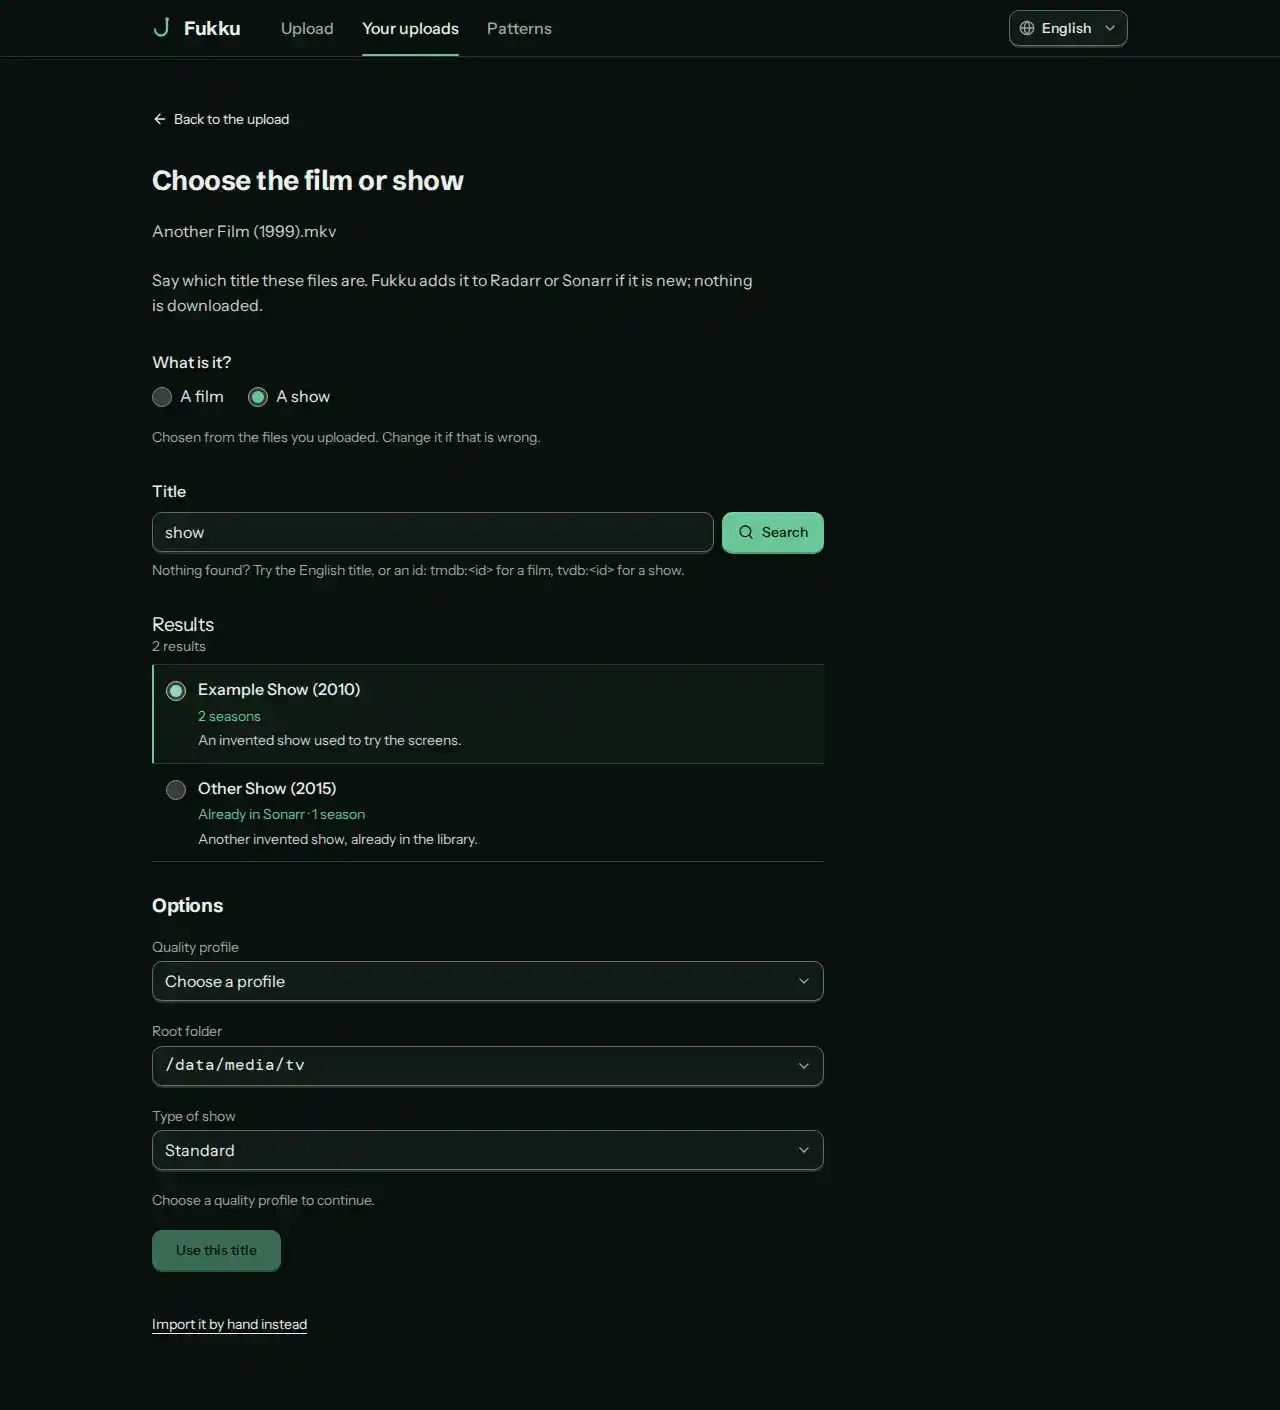 Fukku
Upload
Your uploads
Patterns
English
Back to the upload
Choose the film or show
Another Film (1999).mkv
Say which title these files are. Fukku adds it to Radarr or Sonarr if it is new; nothing
is downloaded.
What is it?
A film
A show
Chosen from the files you uploaded. Change it if that is wrong.
Title
show
Search
Nothing found? Try the English title, or an id: tmdb:<id> for a film, tvdb:<id> for a show.
Results
2 results
Example Show (2010)
2 seasons
An invented show used to try the screens.
Other Show (2015)
Already in Sonarr · 1 season
Another invented show, already in the library.
Options
Quality profile
Choose a profile
Root folder
/data/media/tv
Type of show
Standard
Choose a quality profile to continue.
Use this title
Import it by hand instead